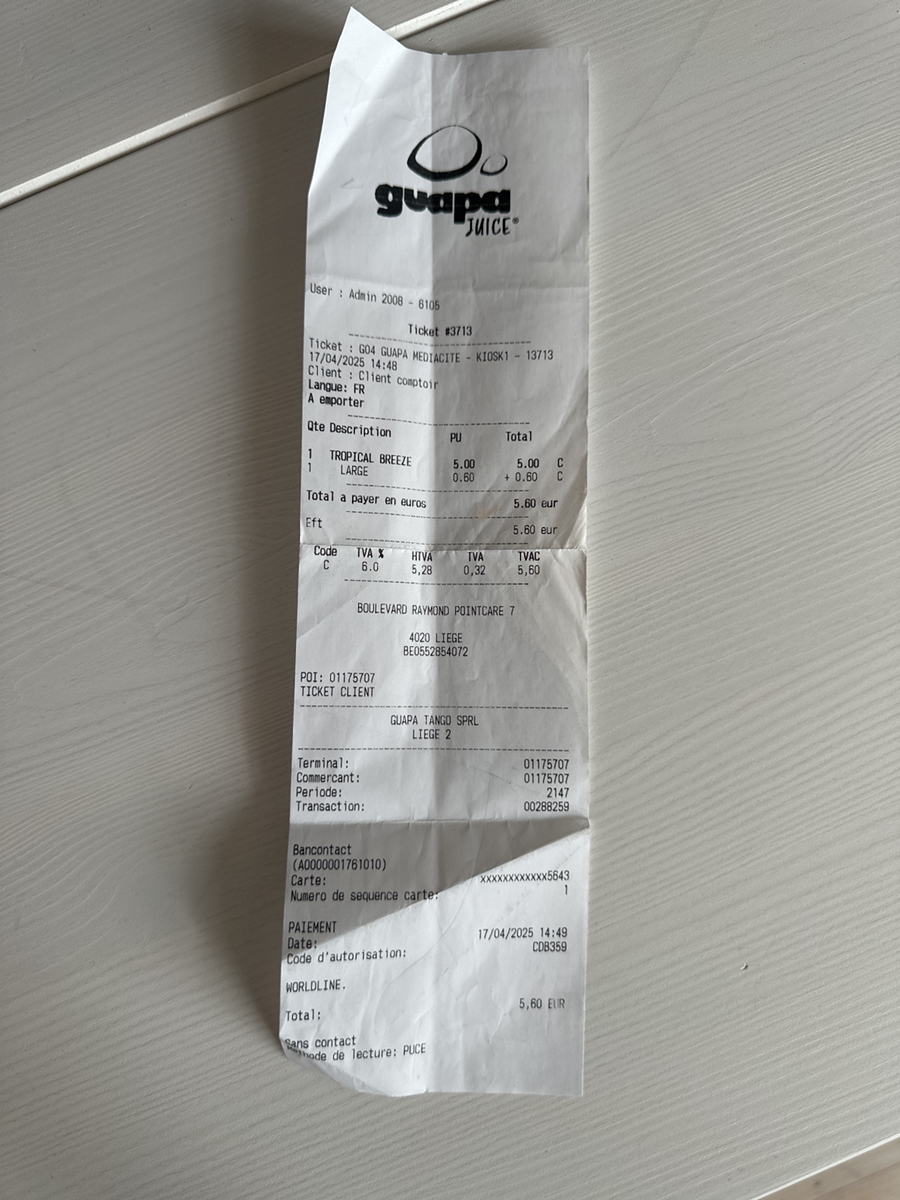 guapa
JUICE®
User : Admin 2008 - 6105
Ticket #3713
Ticket : G04 GUAPA MEDIACITE - KIOSK1 - 13713
17/04/2025 14:48
Client : Client comptoir
Langue: FR
A emporter
Qte Description PU Total
1 TROPICAL BREEZE 5.00 5.00 C
1 LARGE 0.60 + 0.60 C
Total a payer en euros 5.60 eur
Eft 5.60 eur
Code TVA % HTVA TVA TVAC
C 6.0 5,28 0,32 5,60
BOULEVARD RAYMOND POINTCARE 7
4020 LIEGE
BE0552854072
POI: 01175707
TICKET CLIENT
GUAPA TANGO SPRL
LIEGE 2
Terminal: 01175707
Commercant: 01175707
Periode: 2147
Transaction: 00288259
Bancontact
(A0000001761010)
Carte: xxxxxxxxxxxx5643
Numero de sequence carte: 1
PAIEMENT
Date: 17/04/2025 14:49
Code d'autorisation: CDB359
WORLDLINE.
Total: 5,60 EUR
Sans contact
Methode de lecture: PUCE